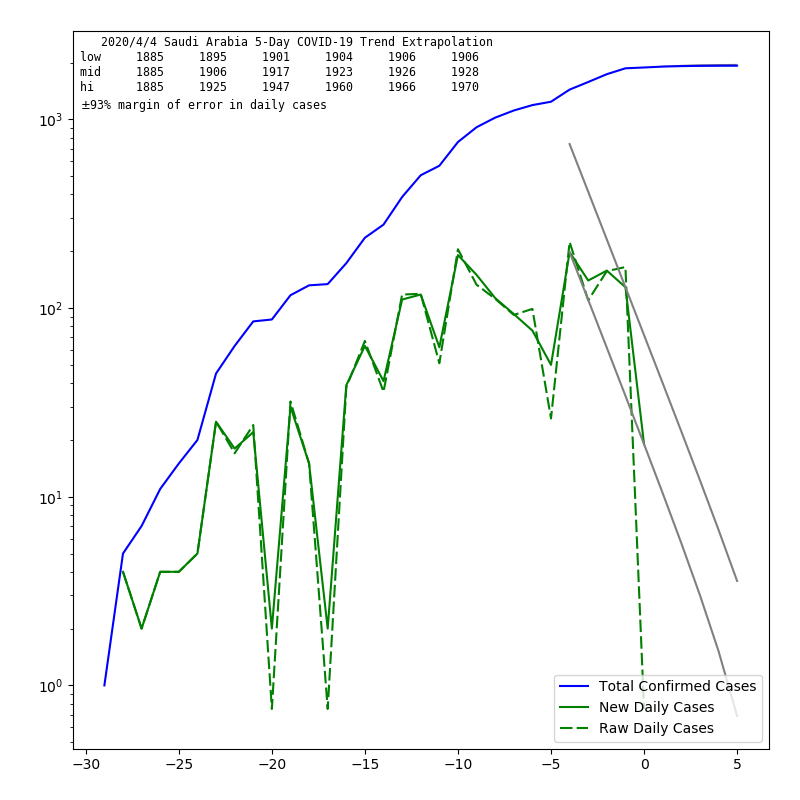 2020/4/4 Saudi Arabia 5-Day COVID-19 Trend Extrapolation
low 1885 1895 1901 1904 1906 1906
mid 1885 1906 1917 1923 1926 1928
hi 1885 1925 1947 1960 1966 1970
±93% margin of error in daily cases
10³
10²
10¹
10⁰
Total Confirmed Cases
New Daily Cases
Raw Daily Cases
−30 −25 −20 −15 −10 −5 0 5